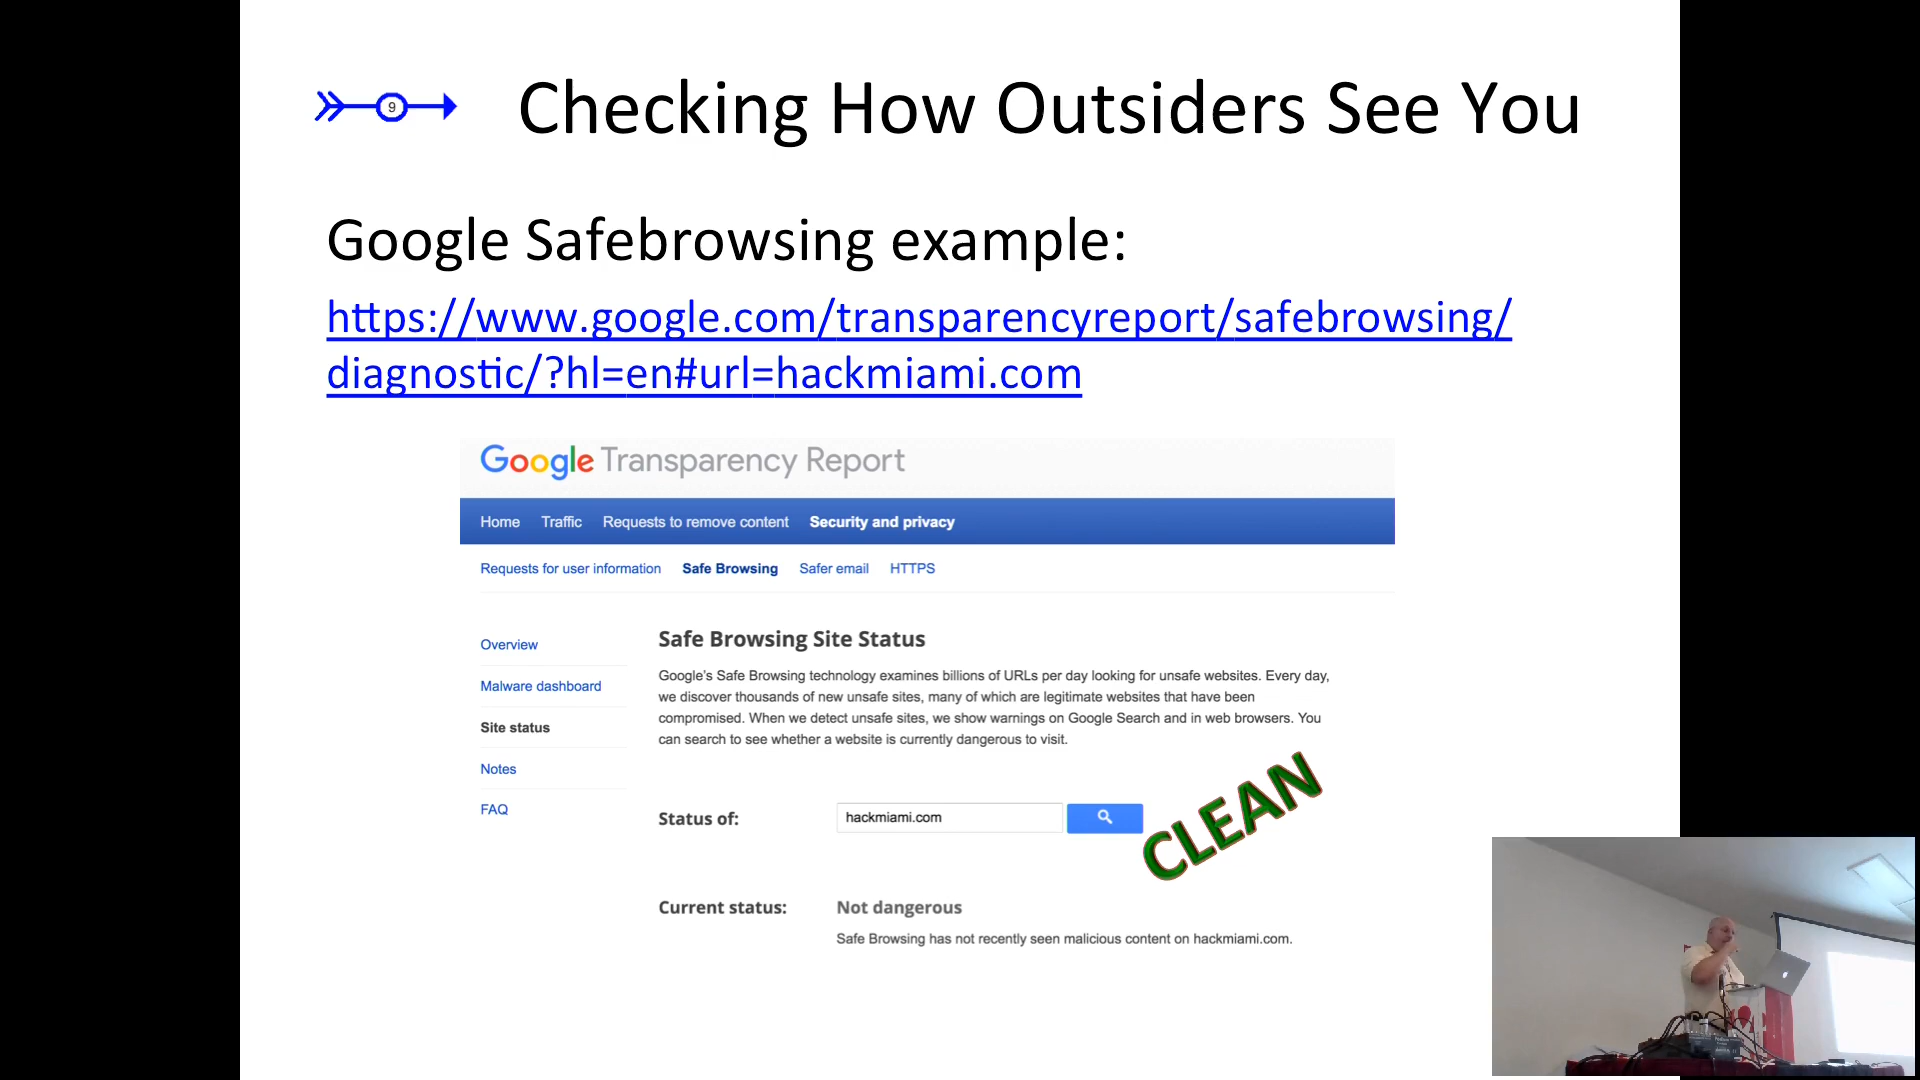 9
Checking How Outsiders See You
Google Safebrowsing example:
https://www.google.com/transparencyreport/safebrowsing/
diagnostic/?hl=en#url=hackmiami.com
Google Transparency Report
Home Traffic Requests to remove content Security and privacy
Requests for user information Safe Browsing Safer email HTTPS
Overview
Malware dashboard
Site status
Notes
FAQ
Safe Browsing Site Status
Google's Safe Browsing technology examines billions of URLs per day looking for unsafe websites. Every day,
we discover thousands of new unsafe sites, many of which are legitimate websites that have been
compromised. When we detect unsafe sites, we show warnings on Google Search and in web browsers. You
can search to see whether a website is currently dangerous to visit.
Status of: hackmiami.com
CLEAN
Current status: Not dangerous
Safe Browsing has not recently seen malicious content on hackmiami.com.